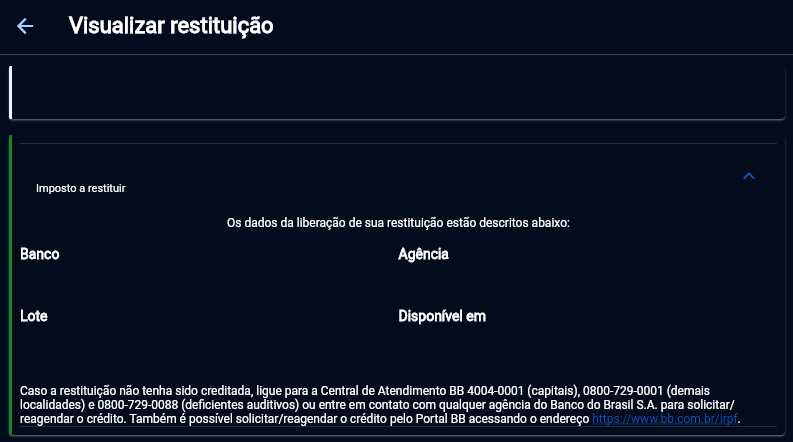 Visualizar restituição
Imposto a restituir
Os dados da liberação de sua restituição estão descritos abaixo:
Banco
Agência
Lote
Disponível em
Caso a restituição não tenha sido creditada, ligue para a Central de Atendimento BB 4004-0001 (capitais), 0800-729-0001 (demais
localidades) e 0800-729-0088 (deficientes auditivos) ou entre em contato com qualquer agência do Banco do Brasil S.A. para solicitar/
reagendar o crédito. Também é possível solicitar/reagendar o crédito pelo Portal BB acessando o endereço https://www.bb.com.br/irpf.